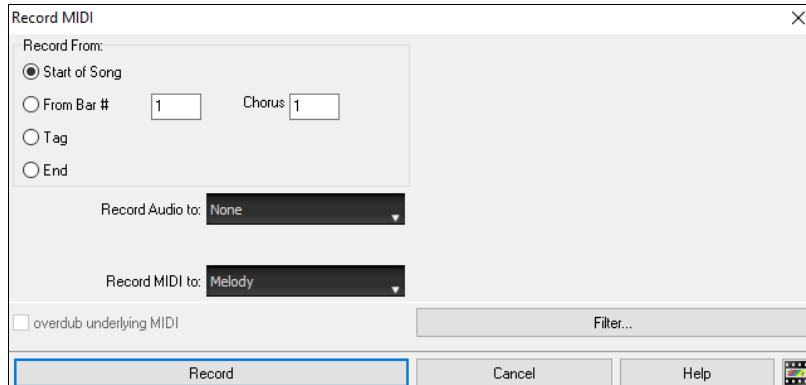 Record MIDI
Record From:
Start of Song
From Bar # 1 Chorus 1
Tag
End
Record Audio to: None
Record MIDI to: Melody
overdub underlying MIDI Filter...
Record Cancel Help